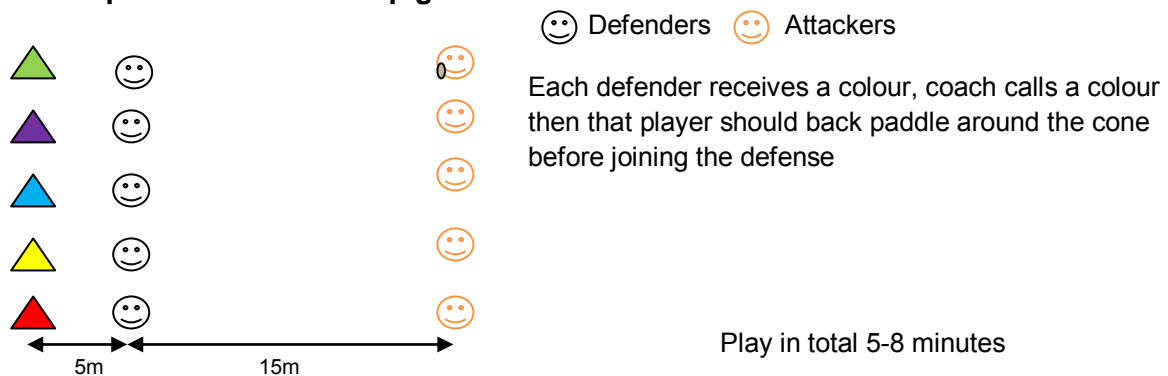 Defenders Attackers
Each defender receives a colour, coach calls a colour
then that player should back paddle around the cone
before joining the defense
Play in total 5-8 minutes
5m 15m